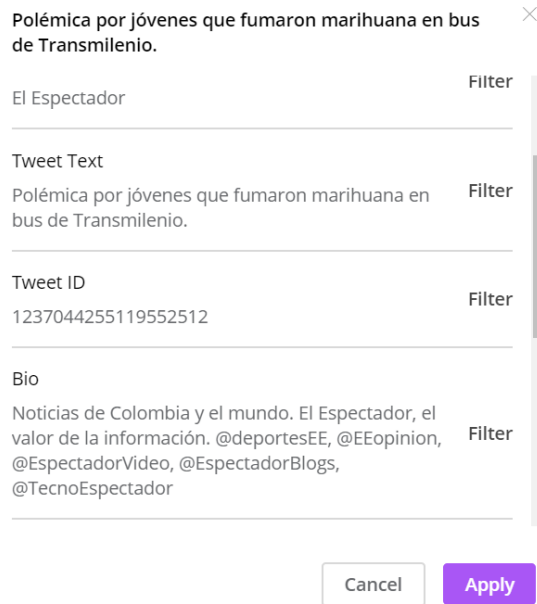 Polémica por jóvenes que fumaron marihuana en bus
de Transmilenio.
Filter
El Espectador
Tweet Text
Polémica por jóvenes que fumaron marihuana en
bus de Transmilenio.
Filter
Tweet ID
1237044255119552512
Filter
Bio
Noticias de Colombia y el mundo. El Espectador, el
valor de la información. @deportesEE, @EEopinion,
@EspectadorVideo, @EspectadorBlogs,
@TecnoEspectador
Filter
Cancel
Apply